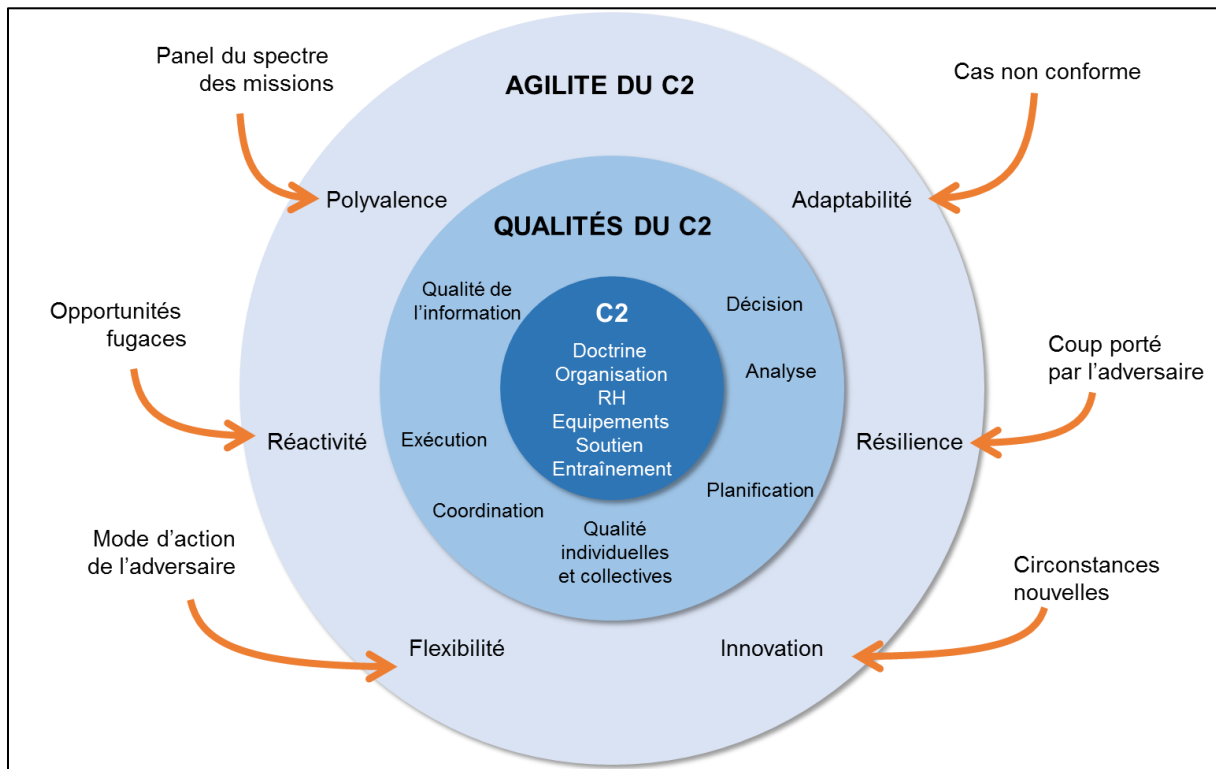 Panel du spectre
des missions
AGILITE DU C2
Cas non conforme
Polyvalence
Adaptabilité
QUALITÉS DU C2
Qualité de
l’information
Décision
C2
Doctrine
Organisation
RH
Equipements
Soutien
Entraînement
Analyse
Opportunités
fugaces
Coup porté
par l’adversaire
Réactivité
Exécution
Résilience
Planification
Coordination
Qualité
individuelles
et collectives
Mode d’action
de l’adversaire
Circonstances
nouvelles
Flexibilité
Innovation